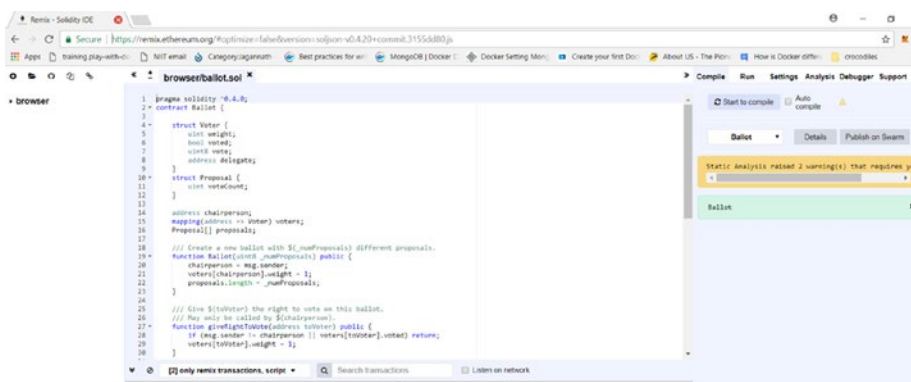 Remix - Solidity IDE
Secure https://remix.ethereum.org/#optimize=false&version=soljson-v0.4.20+commit.3155dd80.js
Apps training.play-with-do NIIT email Category:Jagannath Best practices for wri MongoDB | Docker Docker Setting Mong Create your first Doc About US - The Pione How is Docker differe crocodiles
browser/ballot.sol Compile Run Settings Analysis Debugger Support
browser
1 pragma solidity ^0.4.0;
2 contract Ballot {
3
4 struct Voter {
5 uint weight;
6 bool voted;
7 uint8 vote;
8 address delegate;
9 }
10 struct Proposal {
11 uint voteCount;
12 }
13
14 address chairperson;
15 mapping(address => Voter) voters;
16 Proposal[] proposals;
17
18 /// Create a new ballot with $(_numProposals) different proposals.
19 function Ballot(uint8 _numProposals) public {
20 chairperson = msg.sender;
21 voters[chairperson].weight = 1;
22 proposals.length = _numProposals;
23 }
24
25 /// Give $(toVoter) the right to vote on this ballot.
26 /// May only be called by $(chairperson).
27 function giveRightToVote(address toVoter) public {
28 if (msg.sender != chairperson || voters[toVoter].voted) return;
29 voters[toVoter].weight = 1;
30 }
[2] only remix transactions, script Search transactions Listen on network
Start to compile Auto compile
Ballot Details Publish on Swarm
Static Analysis raised 2 warning(s) that requires y
Ballot